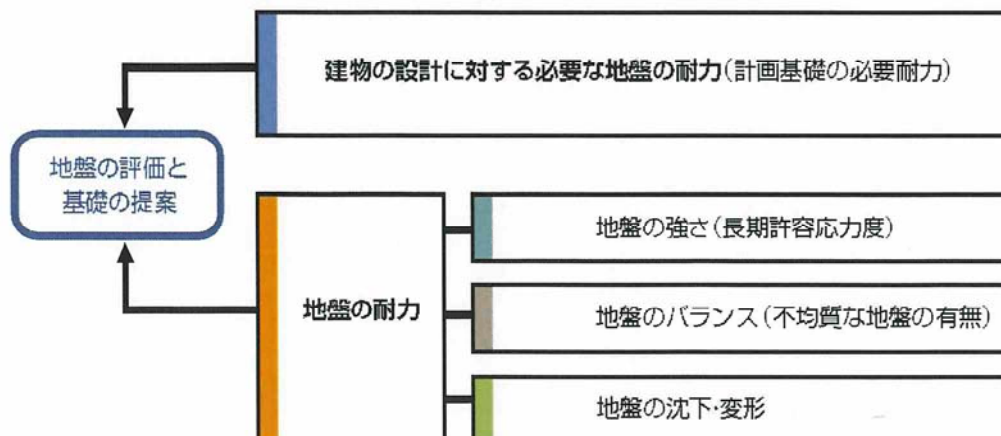 建物の設計に対する必要な地盤の耐力(計画基礎の必要耐力)
地盤の評価と
基礎の提案
地盤の強さ(長期許容応力度)
地盤の耐力
地盤のバランス(不均質な地盤の有無)
地盤の沈下・変形